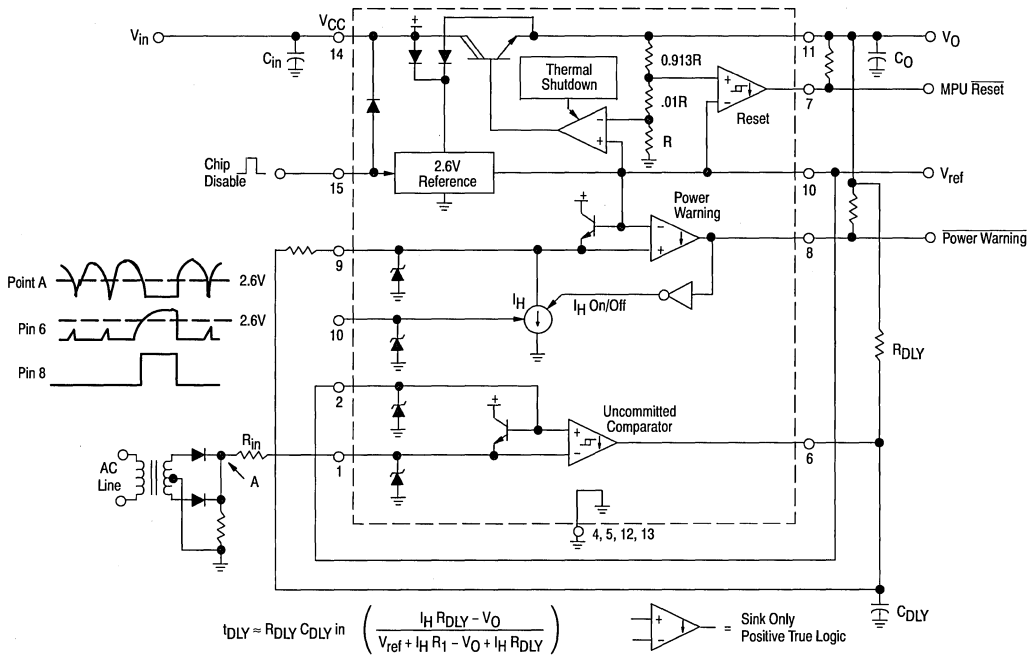 Vin
VCC
14
Cin
+
Thermal
Shutdown
0.913R
.01R
R
+
−
Reset
−
+
11
VO
CO
7
MPU Reset
Chip
Disable
15
2.6V
Reference
10
Vref
+
Power
Warning
−
+
8
Power Warning
9
Point A
2.6V
Pin 6
2.6V
Pin 8
10
IH
IH On/Off
RDLY
2
+
Uncommitted
Comparator
+
−
6
AC
Line
Rin
A
1
4, 5, 12, 13
CDLY
tDLY ≈ RDLY CDLY in ( IH RDLY – VO / Vref + IH R1 – VO + IH RDLY )
+
−
= Sink Only
Positive True Logic